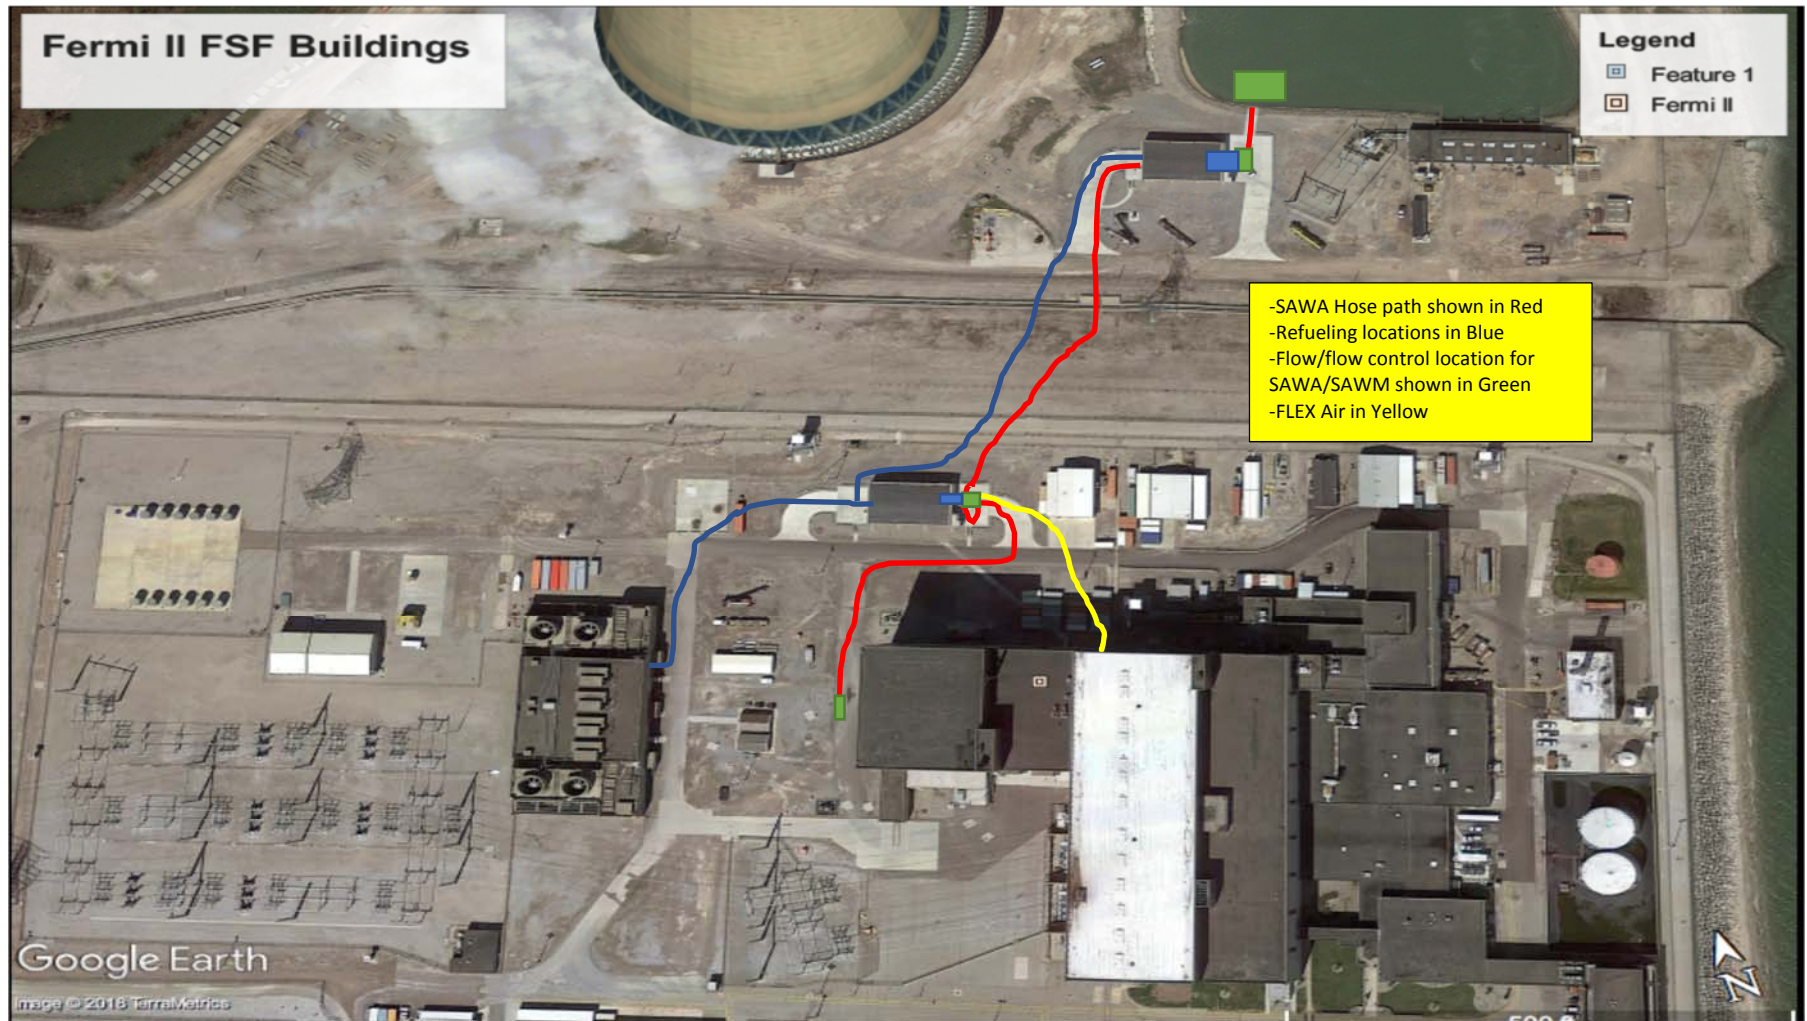 Fermi II FSF Buildings
Legend
Feature 1
Fermi II
-SAWA Hose path shown in Red
-Refueling locations in Blue
-Flow/flow control location for
SAWA/SAWM shown in Green
-FLEX Air in Yellow
Google Earth
Image © 2018 TerraMetrics
N